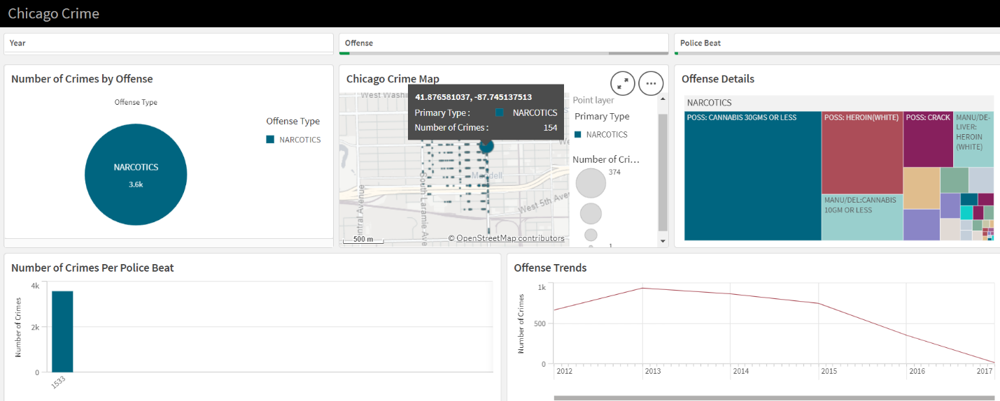 Chicago Crime
Year
Offense
Police Beat
Number of Crimes by Offense
Offense Type
NARCOTICS
3.6k
Offense Type
NARCOTICS
Chicago Crime Map
West Washi
41.876581037, -87.745137513
Primary Type : NARCOTICS
Number of Crimes : 154
South Laramie Ave
entral Avenue
West 5th Ave
500 m
© OpenStreetMap contributors
Point layer
Primary Type
NARCOTICS
Number of Cri...
374
1
Offense Details
NARCOTICS
POSS: CANNABIS 30GMS OR LESS
POSS: HEROIN(WHITE)
POSS: CRACK
MANU/DE-
LIVER:
HEROIN
(WHITE)
MANU/DEL:CANNABIS
10GM OR LESS
Number of Crimes Per Police Beat
Number of Crimes
4k
2k
0
1533
Offense Trends
Number of Crimes
1k
500
0
2012 2013 2014 2015 2016 2017